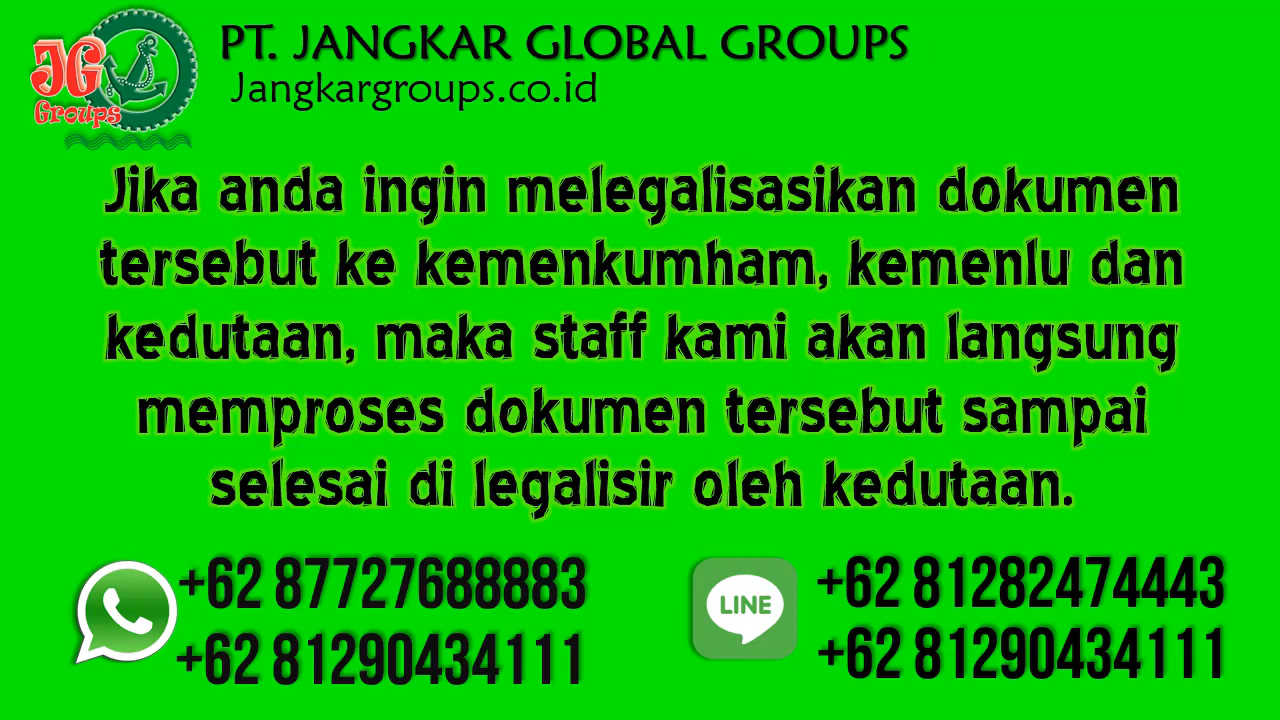 JG
Groups
PT. JANGKAR GLOBAL GROUPS
Jangkargroups.co.id
Jika anda ingin melegalisasikan dokumen
tersebut ke kemenkumham, kemenlu dan
kedutaan, maka staff kami akan langsung
memproses dokumen tersebut sampai
selesai di legalisir oleh kedutaan.
+62 87727688883
+62 81290434111
LINE
+62 81282474443
+62 81290434111